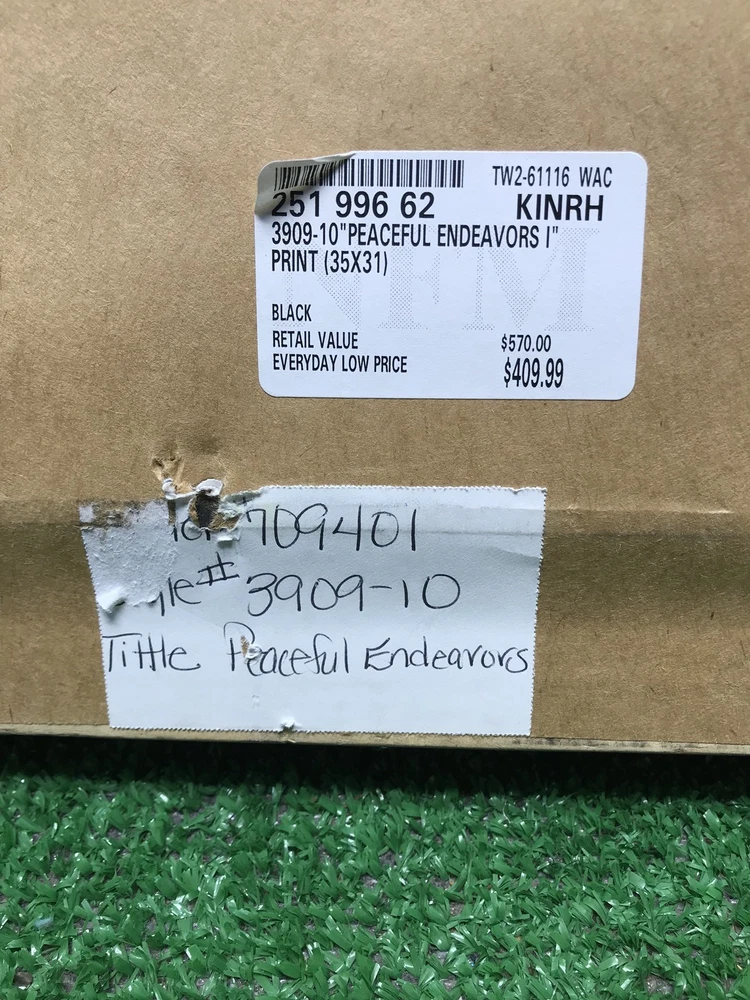 TW2-61116 WAC
251 996 62 KINRH
3909-10"PEACEFUL ENDEAVORS I"
PRINT (35X31)
NFM
BLACK
RETAIL VALUE $570.00
EVERYDAY LOW PRICE $409.99
709401
# 3909-10
Tittle Peaceful Endeavors